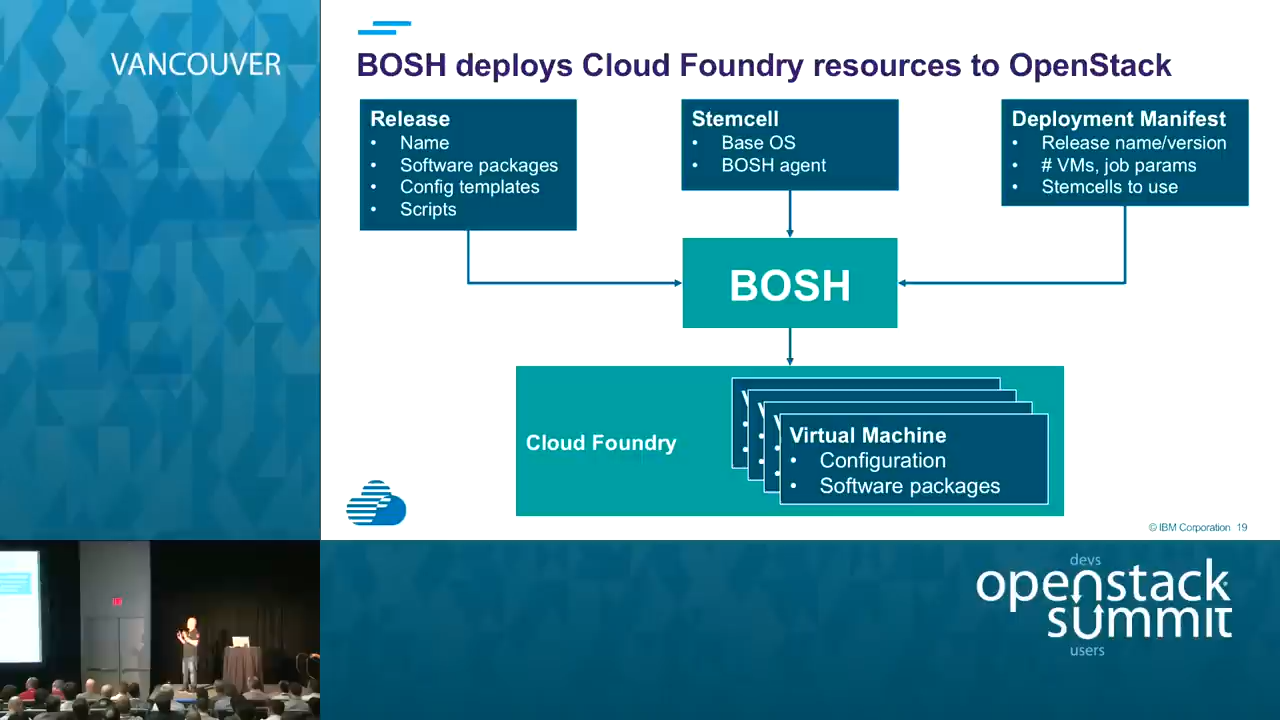 VANCOUVER
BOSH deploys Cloud Foundry resources to OpenStack
Release
• Name
• Software packages
• Config templates
• Scripts
Stemcell
• Base OS
• BOSH agent
Deployment Manifest
• Release name/version
• # VMs, job params
• Stemcells to use
BOSH
Cloud Foundry
Virtual Machine
• Configuration
• Software packages
© IBM Corporation 19
devs
openstack
summit
users